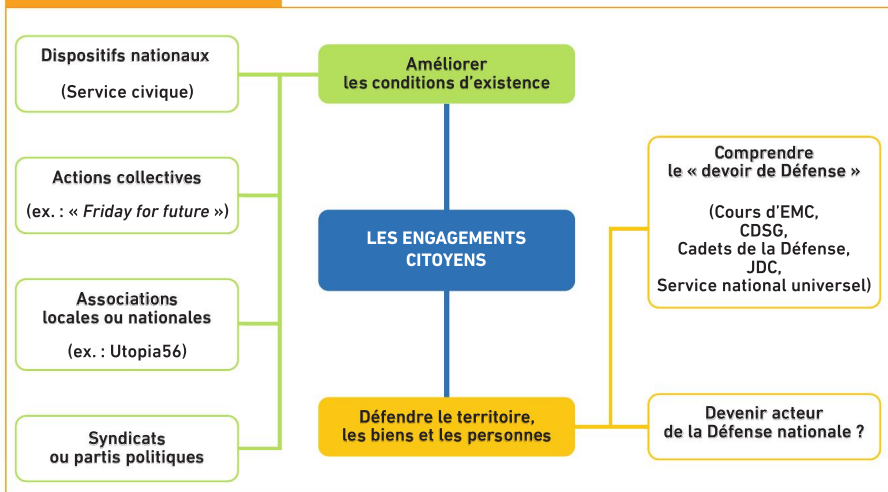 Dispositifs nationaux
(Service civique)
Actions collectives
(ex. : « Friday for future »)
Associations
locales ou nationales
(ex. : Utopia56)
Syndicats
ou partis politiques
Améliorer
les conditions d'existence
LES ENGAGEMENTS
CITOYENS
Défendre le territoire,
les biens et les personnes
Comprendre
le « devoir de Défense »
(Cours d'EMC,
CDSG,
Cadets de la Défense,
JDC,
Service national universel)
Devenir acteur
de la Défense nationale ?